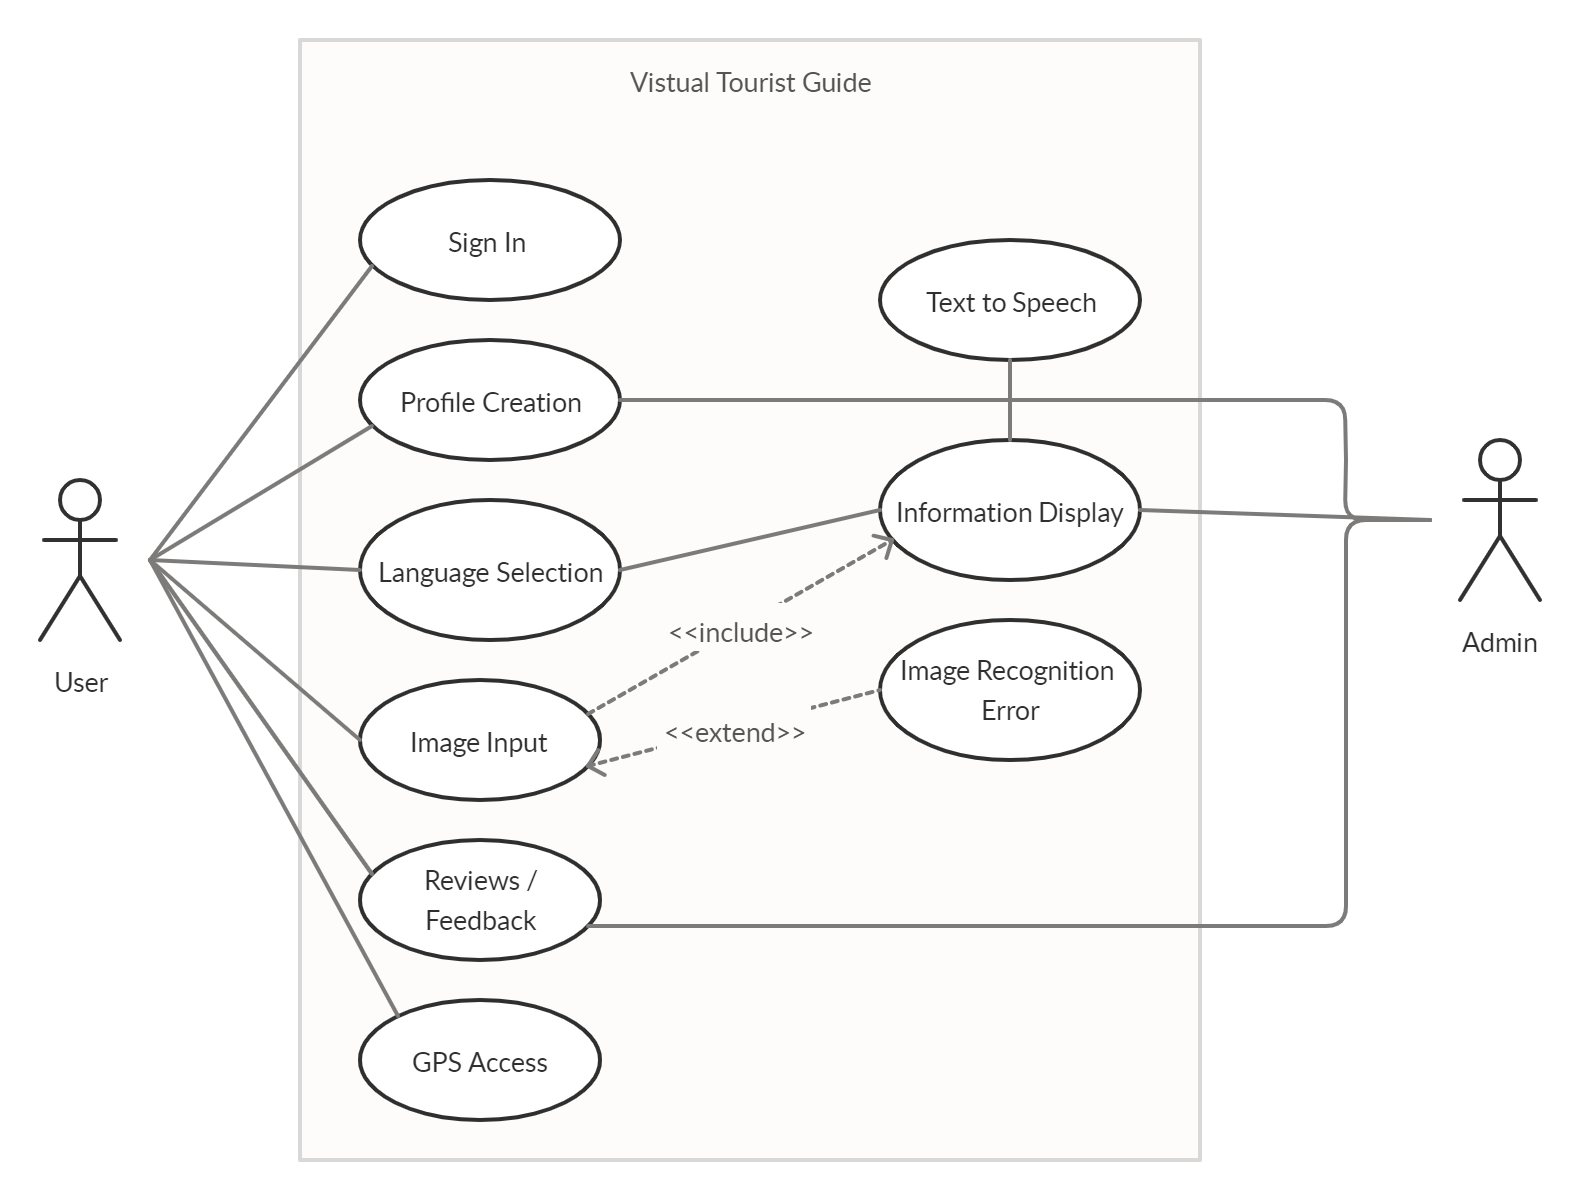 Vistual Tourist Guide
Sign In
Text to Speech
Profile Creation
Information Display
Language Selection
<<include>>
Image Recognition
Error
<<extend>>
Image Input
Reviews /
Feedback
GPS Access
User
Admin